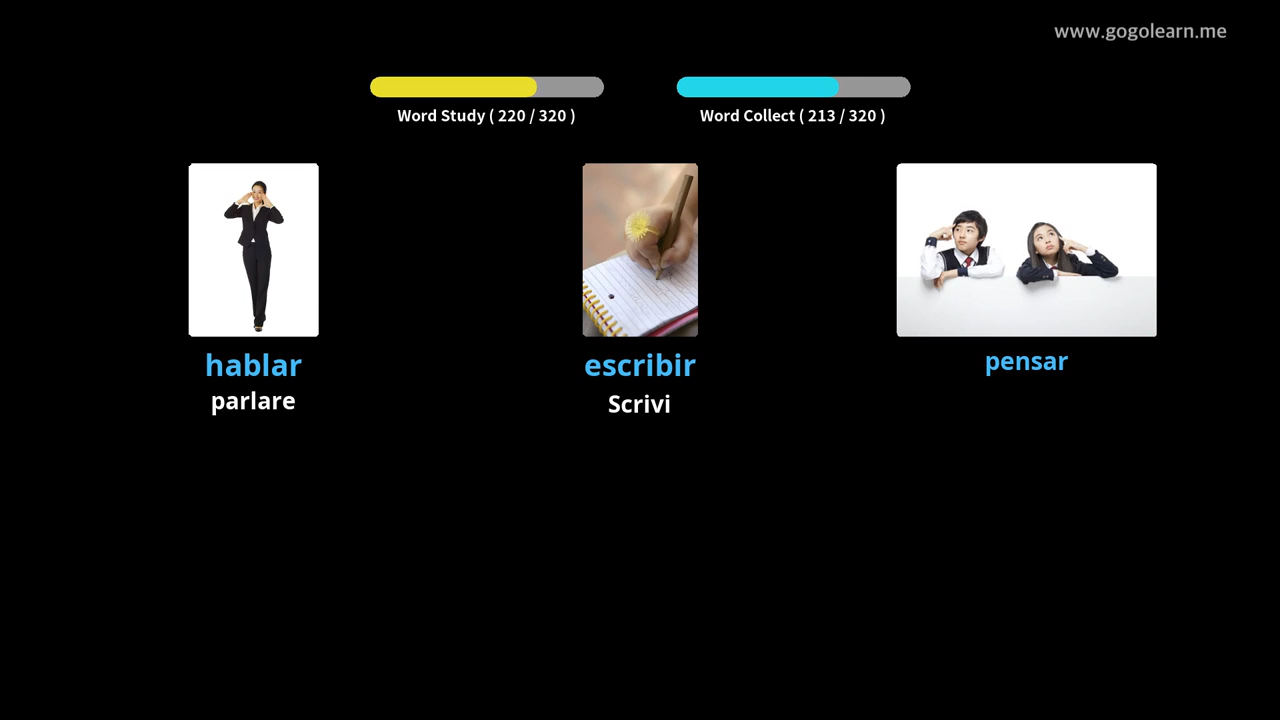 www.gogolearn.me
Word Study ( 220 / 320 )
Word Collect ( 213 / 320 )
hablar
parlare
escribir
Scrivi
pensar